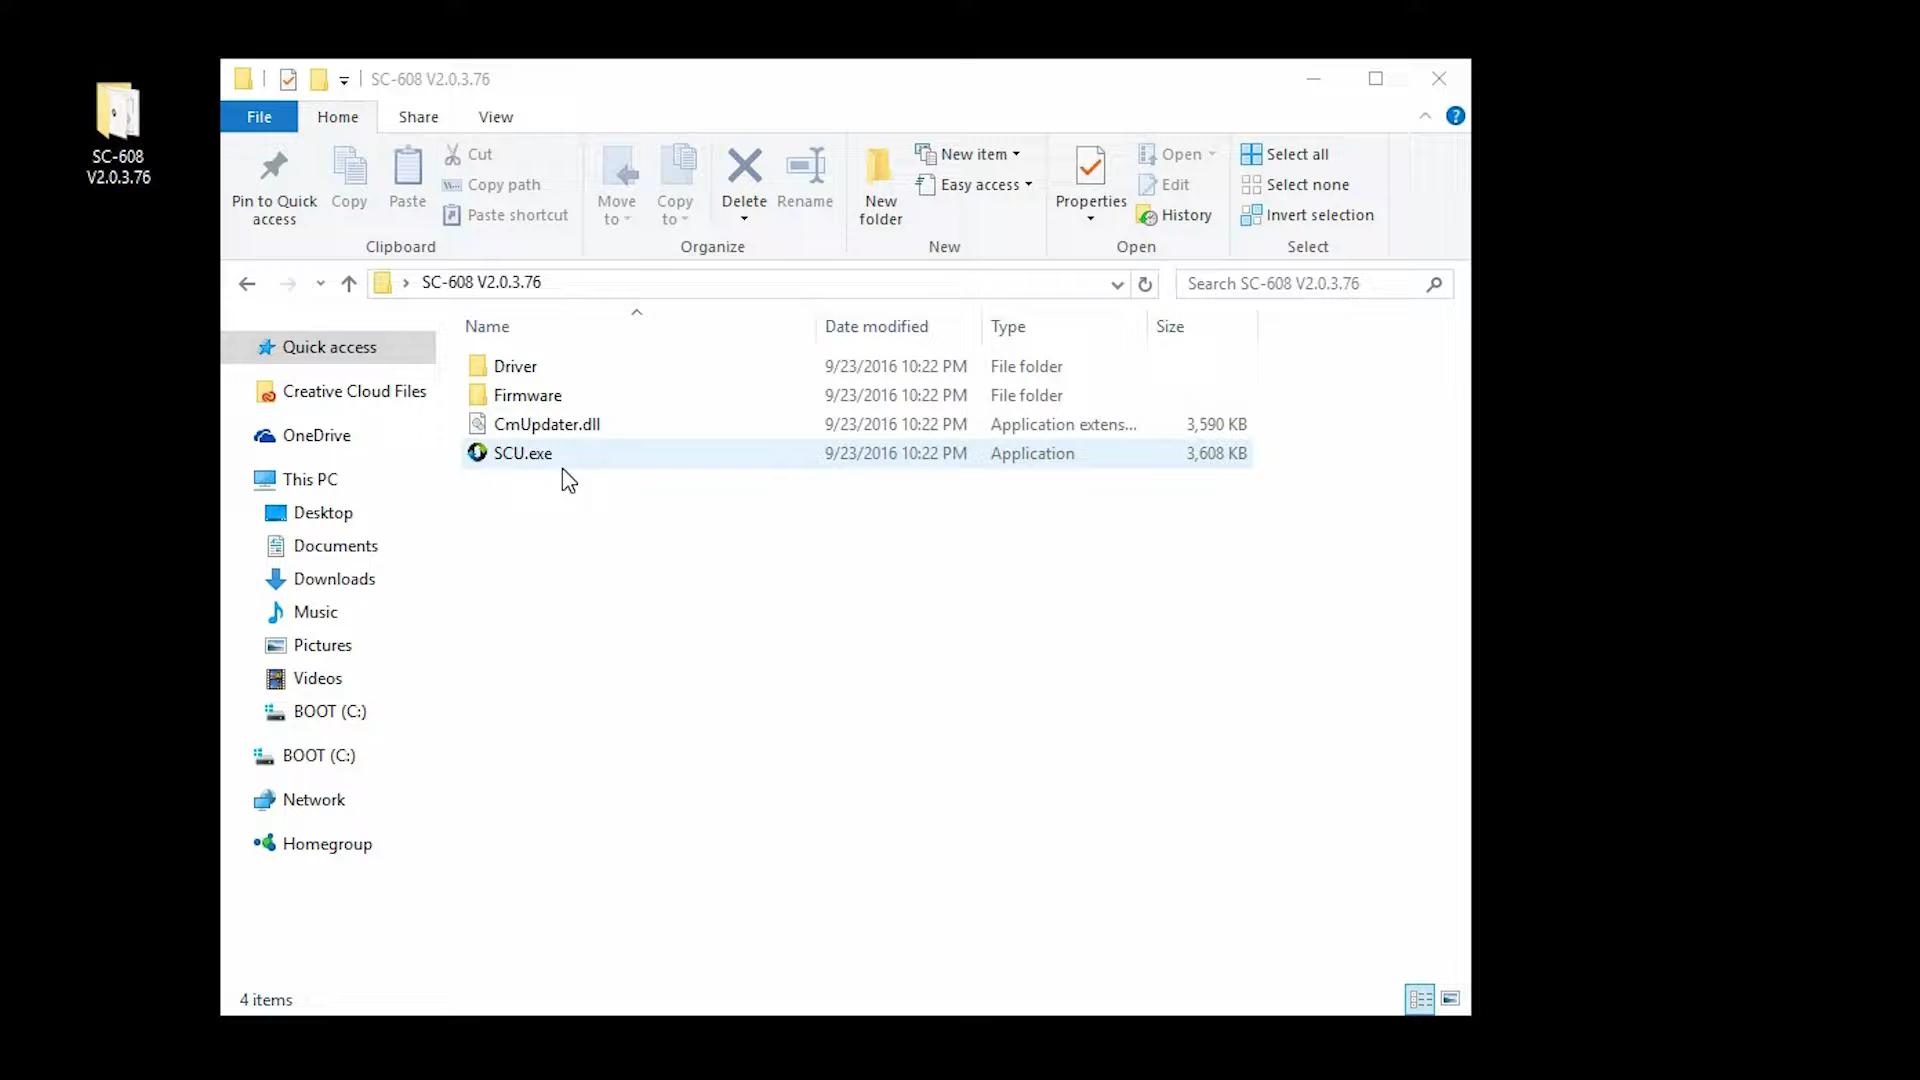 SC-608
V2.0.3.76
SC-608 V2.0.3.76
File Home Share View
Pin to Quick access
Copy
Paste
Cut
Copy path
Paste shortcut
Clipboard
Move to
Copy to
Delete
Rename
Organize
New folder
New item
Easy access
New
Properties
Open
Edit
History
Open
Select all
Select none
Invert selection
Select
SC-608 V2.0.3.76
Search SC-608 V2.0.3.76
Quick access
Creative Cloud Files
OneDrive
This PC
Desktop
Documents
Downloads
Music
Pictures
Videos
BOOT (C:)
BOOT (C:)
Network
Homegroup
Name Date modified Type Size
Driver 9/23/2016 10:22 PM File folder
Firmware 9/23/2016 10:22 PM File folder
CmUpdater.dll 9/23/2016 10:22 PM Application extens... 3,590 KB
SCU.exe 9/23/2016 10:22 PM Application 3,608 KB
4 items